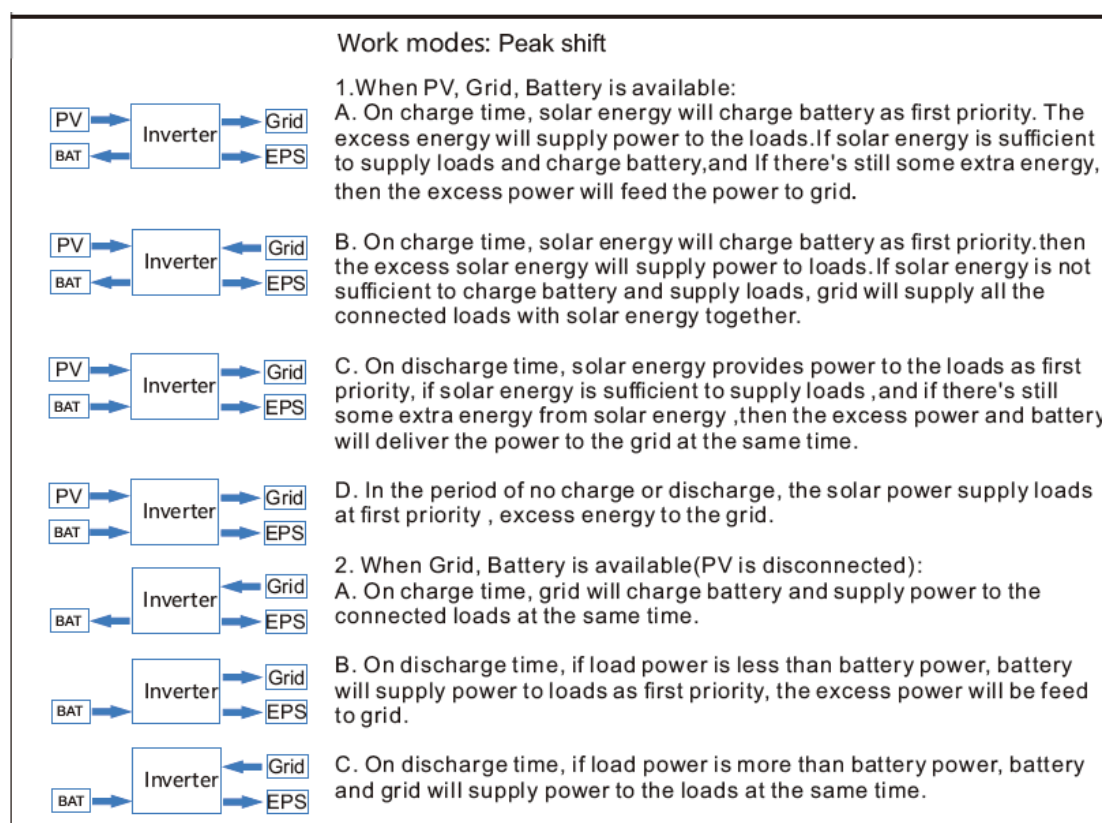 Work modes: Peak shift
1.When PV, Grid, Battery is available:
PV
Inverter
Grid
BAT
EPS
A. On charge time, solar energy will charge battery as first priority. The
excess energy will supply power to the loads.If solar energy is sufficient
to supply loads and charge battery,and If there's still some extra energy,
then the excess power will feed the power to grid.
PV
Inverter
Grid
BAT
EPS
B. On charge time, solar energy will charge battery as first priority.then
the excess solar energy will supply power to loads.If solar energy is not
sufficient to charge battery and supply loads, grid will supply all the
connected loads with solar energy together.
PV
Inverter
Grid
BAT
EPS
C. On discharge time, solar energy provides power to the loads as first
priority, if solar energy is sufficient to supply loads ,and if there's still
some extra energy from solar energy ,then the excess power and battery
will deliver the power to the grid at the same time.
PV
Inverter
Grid
BAT
EPS
D. In the period of no charge or discharge, the solar power supply loads
at first priority , excess energy to the grid.
2. When Grid, Battery is available(PV is disconnected):
Inverter
Grid
BAT
EPS
A. On charge time, grid will charge battery and supply power to the
connected loads at the same time.
Inverter
Grid
BAT
EPS
B. On discharge time, if load power is less than battery power, battery
will supply power to loads as first priority, the excess power will be feed
to grid.
Inverter
Grid
BAT
EPS
C. On discharge time, if load power is more than battery power, battery
and grid will supply power to the loads at the same time.